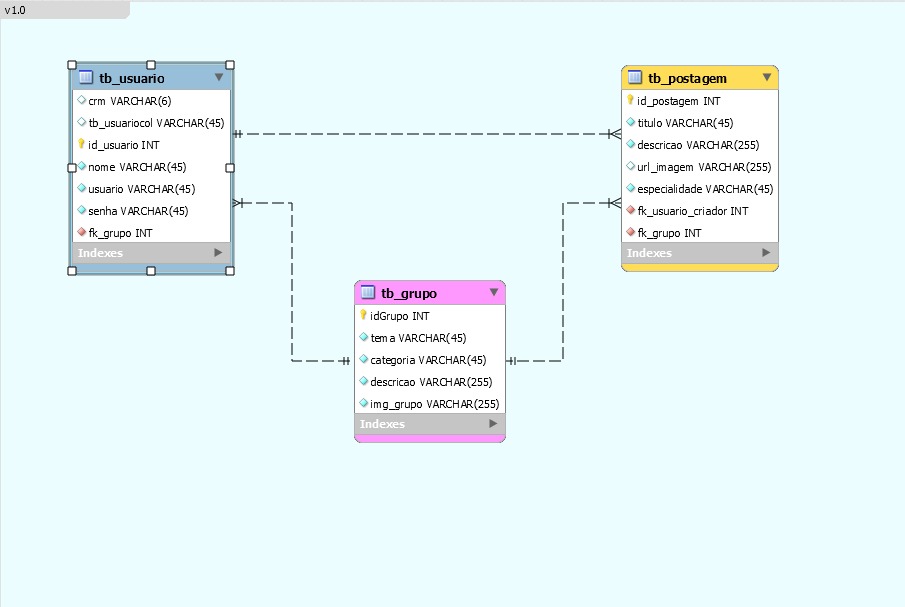 v1.0
tb_usuario
crm VARCHAR(6)
tb_usuariocol VARCHAR(45)
id_usuario INT
nome VARCHAR(45)
usuario VARCHAR(45)
senha VARCHAR(45)
fk_grupo INT
Indexes
tb_postagem
id_postagem INT
titulo VARCHAR(45)
descricao VARCHAR(255)
url_imagem VARCHAR(255)
especialidade VARCHAR(45)
fk_usuario_criador INT
fk_grupo INT
Indexes
tb_grupo
idGrupo INT
tema VARCHAR(45)
categoria VARCHAR(45)
descricao VARCHAR(255)
img_grupo VARCHAR(255)
Indexes